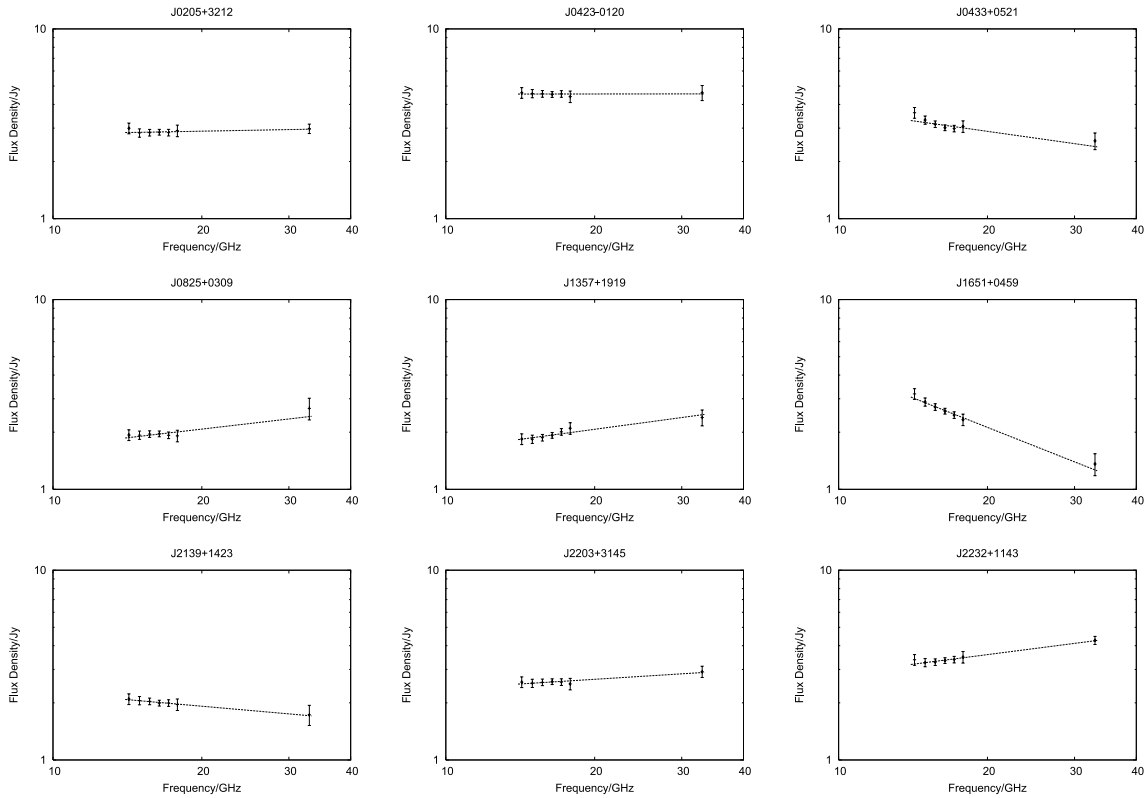 J0205+3212
J0423-0120
J0433+0521
10
10
10
Flux Density/Jy
Flux Density/Jy
Flux Density/Jy
1
1
1
10 20 30 40
10 20 30 40
10 20 30 40
Frequency/GHz
Frequency/GHz
Frequency/GHz
J0825+0309
J1357+1919
J1651+0459
10
10
10
Flux Density/Jy
Flux Density/Jy
Flux Density/Jy
1
1
1
10 20 30 40
10 20 30 40
10 20 30 40
Frequency/GHz
Frequency/GHz
Frequency/GHz
J2139+1423
J2203+3145
J2232+1143
10
10
10
Flux Density/Jy
Flux Density/Jy
Flux Density/Jy
1
1
1
10 20 30 40
10 20 30 40
10 20 30 40
Frequency/GHz
Frequency/GHz
Frequency/GHz